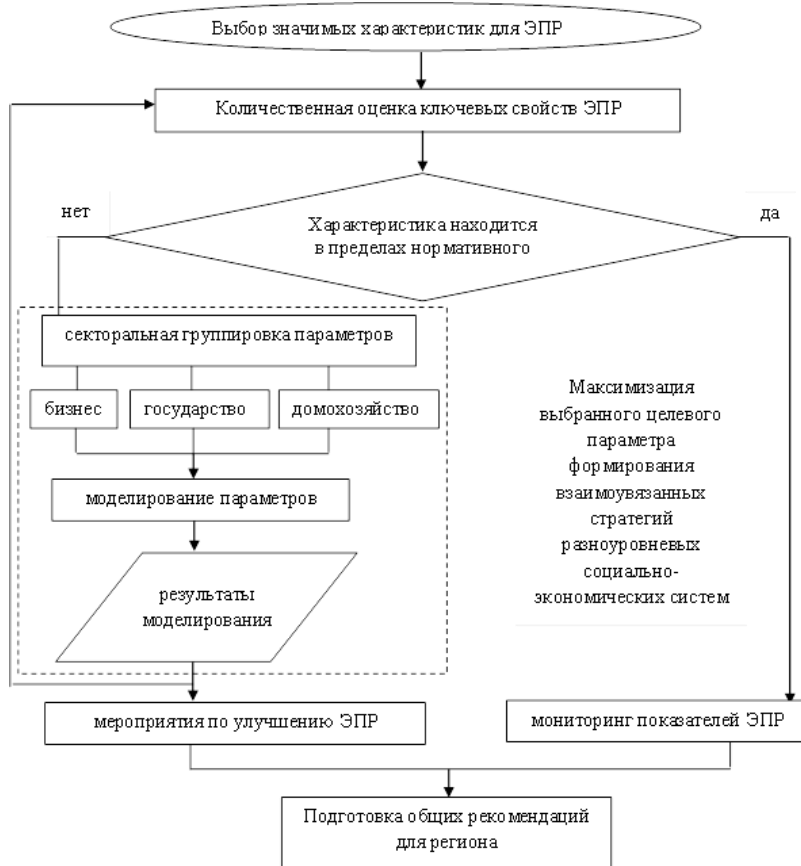 Выбор значимых характеристик для ЭПР
Количественная оценка ключевых свойств ЭПР
нет
да
Характеристика находится
в пределах нормативного
секторальная группировка параметров
бизнес
государство
домохозяйство
моделирование параметров
результаты
моделирования
Максимизация
выбранного целевого
параметра
формирования
взаимоувязанных
стратегий
разноуровневых
социально-
экономических систем
мероприятия по улучшению ЭПР
мониторинг показателей ЭПР
Подготовка общих рекомендаций
для региона